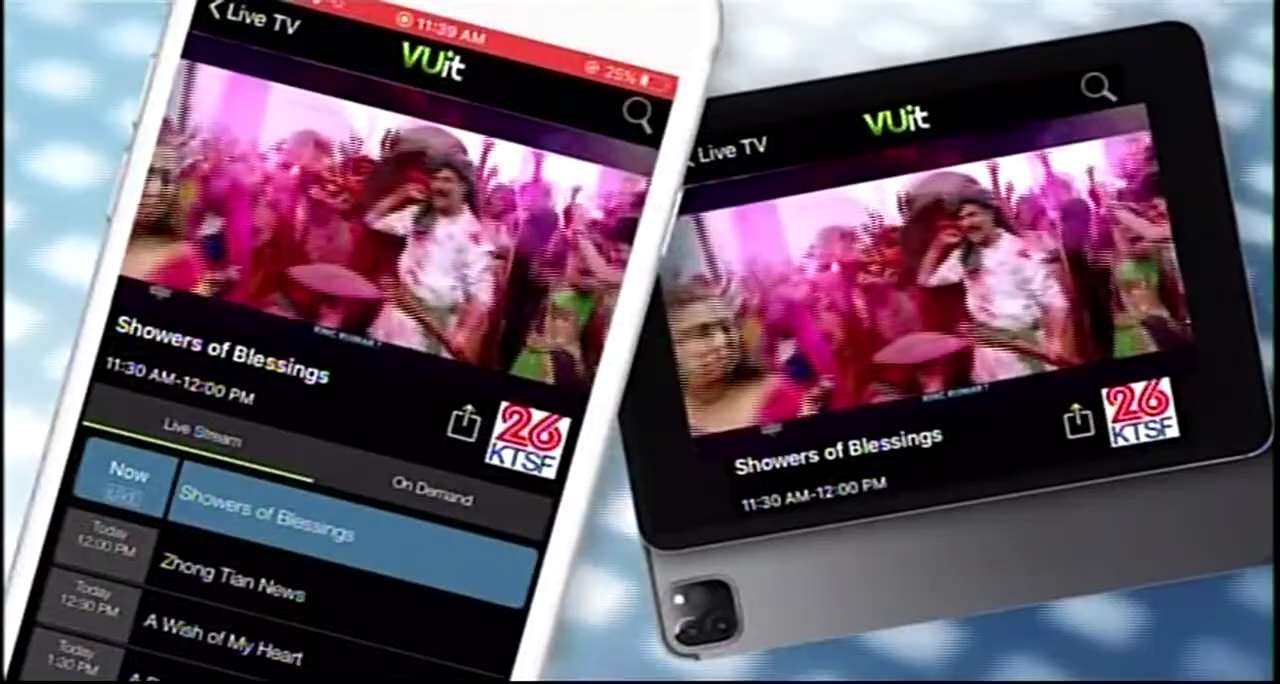 Live TV
11:39 AM
25%
VUit
Showers of Blessings
11:30 AM-12:00 PM
26
KTSF
Live Stream
On Demand
Now
Showers of Blessings
Today
12:00 PM
Zhong Tian News
Today
12:30 PM
A Wish of My Heart
Today
1:30 PM
Live TV
VUit
Showers of Blessings
11:30 AM-12:00 PM
26
KTSF